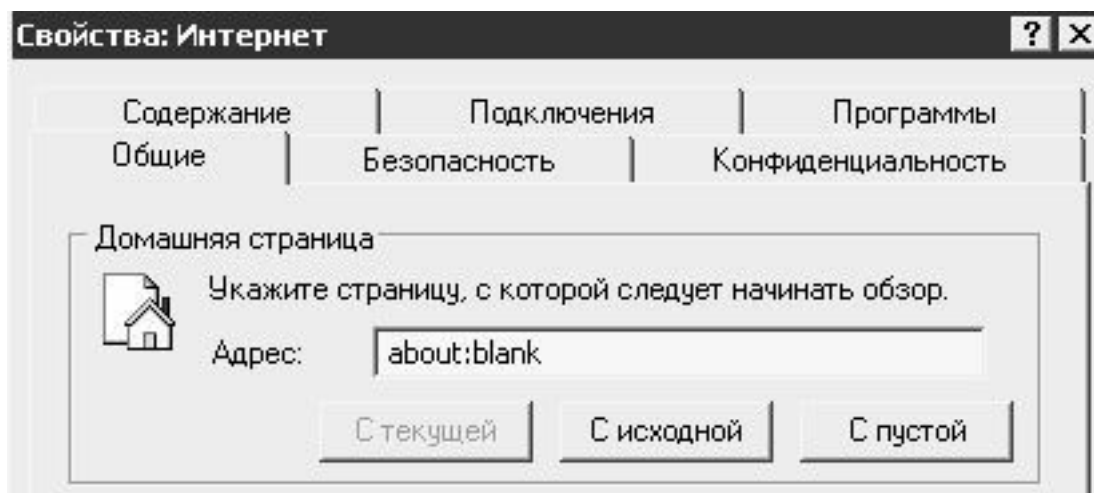 Свойства: Интернет ? ×
Содержание Подключения Программы
Общие Безопасность Конфиденциальность
Домашняя страница
Укажите страницу, с которой следует начинать обзор.
Адрес: about:blank
С текущей С исходной С пустой